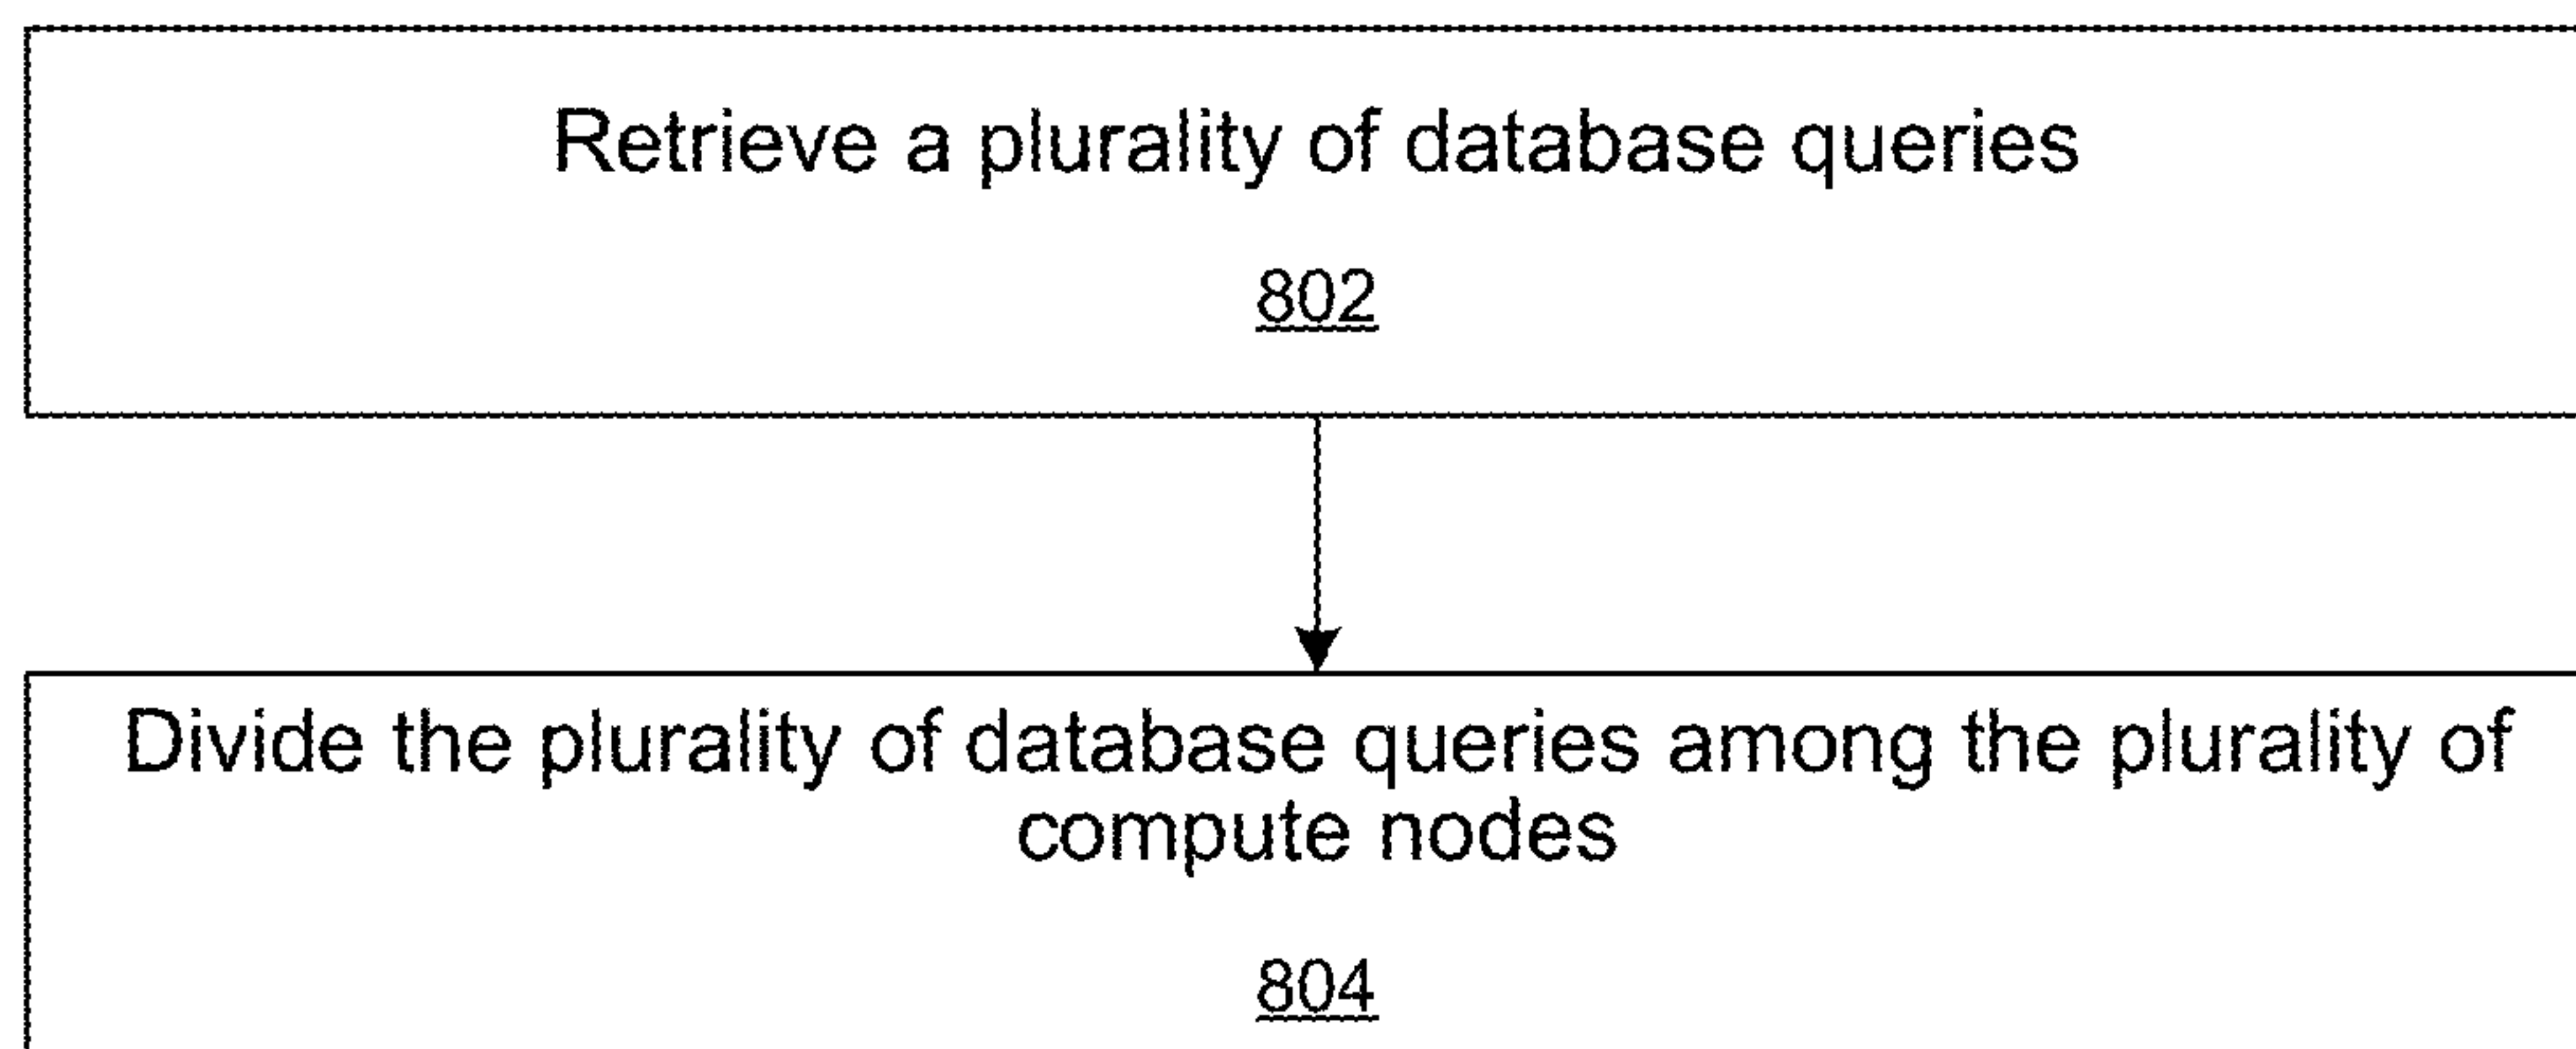 Retrieve a plurality of database queries
802
Divide the plurality of database queries among the plurality of
compute nodes
804